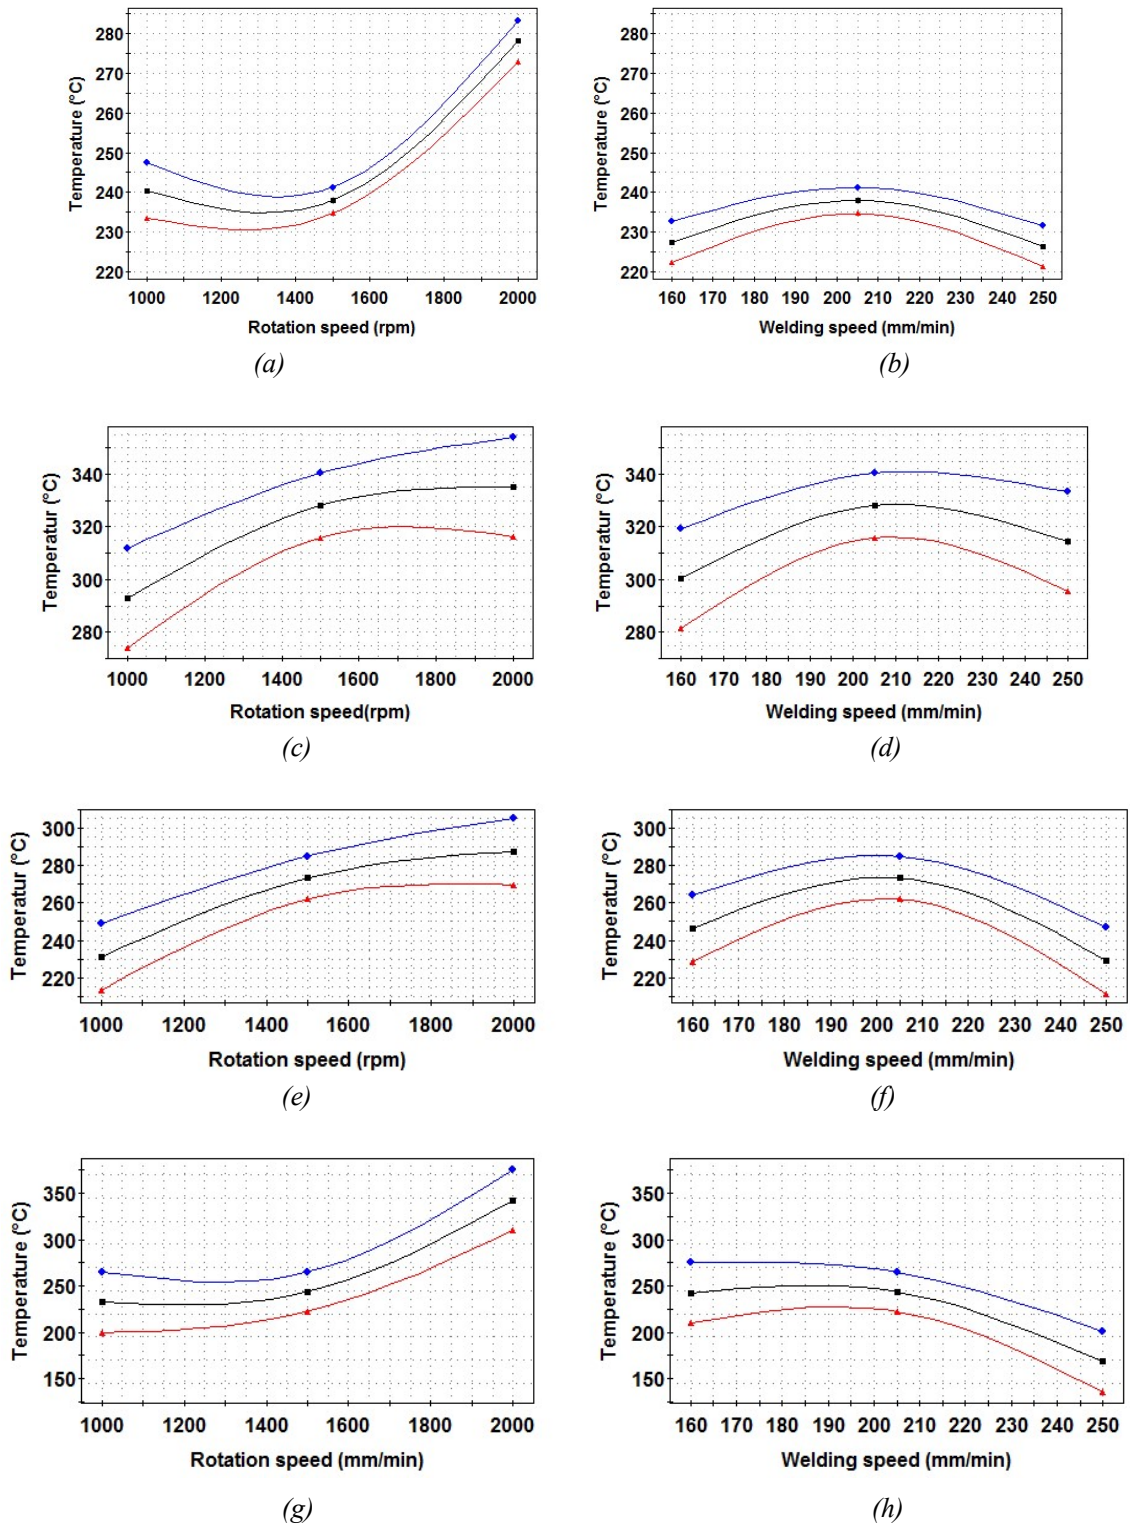 280
270
260
250
240
230
220
Temperature (°C)
1000 1200 1400 1600 1800 2000
Rotation speed (rpm)
(a)
280
270
260
250
240
230
220
Temperature (°C)
160 170 180 190 200 210 220 230 240 250
Welding speed (mm/min)
(b)
340
320
300
280
Temperatur (°C)
1000 1200 1400 1600 1800 2000
Rotation speed(rpm)
(c)
340
320
300
280
Temperatur (°C)
160 170 180 190 200 210 220 230 240 250
Welding speed (mm/min)
(d)
300
280
260
240
220
Temperatur (°C)
1000 1200 1400 1600 1800 2000
Rotation speed (rpm)
(e)
300
280
260
240
220
Temperatur (°C)
160 170 180 190 200 210 220 230 240 250
Welding speed (mm/min)
(f)
350
300
250
200
150
Temperature (°C)
1000 1200 1400 1600 1800 2000
Rotation speed (mm/min)
(g)
350
300
250
200
150
Temperature (°C)
160 170 180 190 200 210 220 230 240 250
Welding speed (mm/min)
(h)